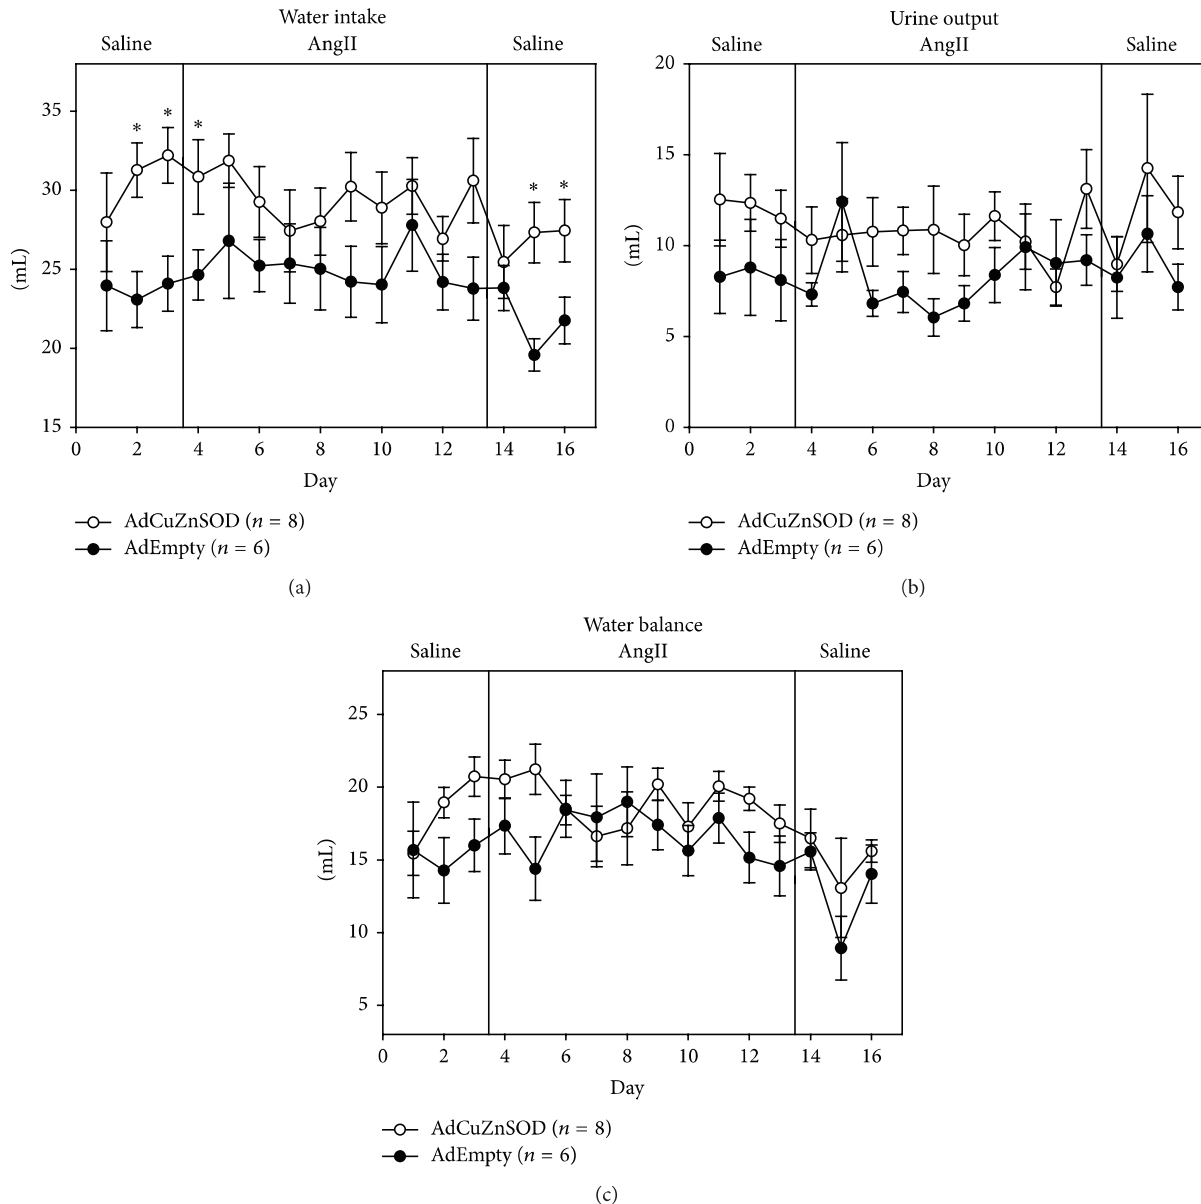 Water intake
Saline AngII Saline
35
30
25
20
15
(mL)
* * * * *
0 2 4 6 8 10 12 14 16
Day
AdCuZnSOD (n = 8)
AdEmpty (n = 6)
(a)
Urine output
Saline AngII Saline
20
15
10
5
0
(mL)
0 2 4 6 8 10 12 14 16
Day
AdCuZnSOD (n = 8)
AdEmpty (n = 6)
(b)
Water balance
Saline AngII Saline
25
20
15
10
5
(mL)
0 2 4 6 8 10 12 14 16
Day
AdCuZnSOD (n = 8)
AdEmpty (n = 6)
(c)